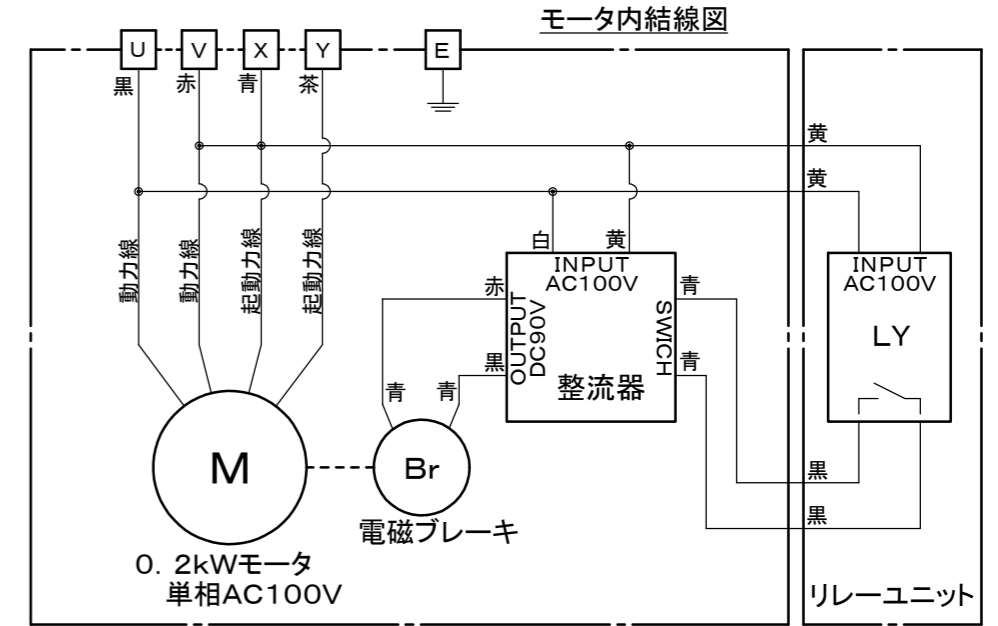 モータ内結線図
U V X Y E
黒 赤 青 茶
黄
黄
動力線 動力線 起動力線 起動力線
白 黄
INPUT
AC100V
赤
黒
OUTPUT
DC90V
SWICH
整流器
青
青
INPUT
AC100V
LY
青 青
M
Br
電磁ブレーキ
黒
黒
0. 2kWモータ
単相AC100V
リレーユニット